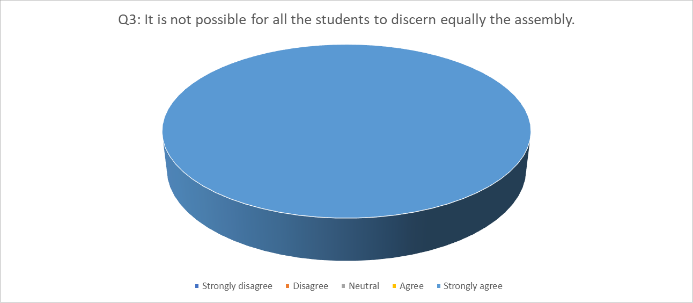 Q3: It is not possible for all the students to discern equally the assembly.
Strongly disagree Disagree Neutral Agree Strongly agree